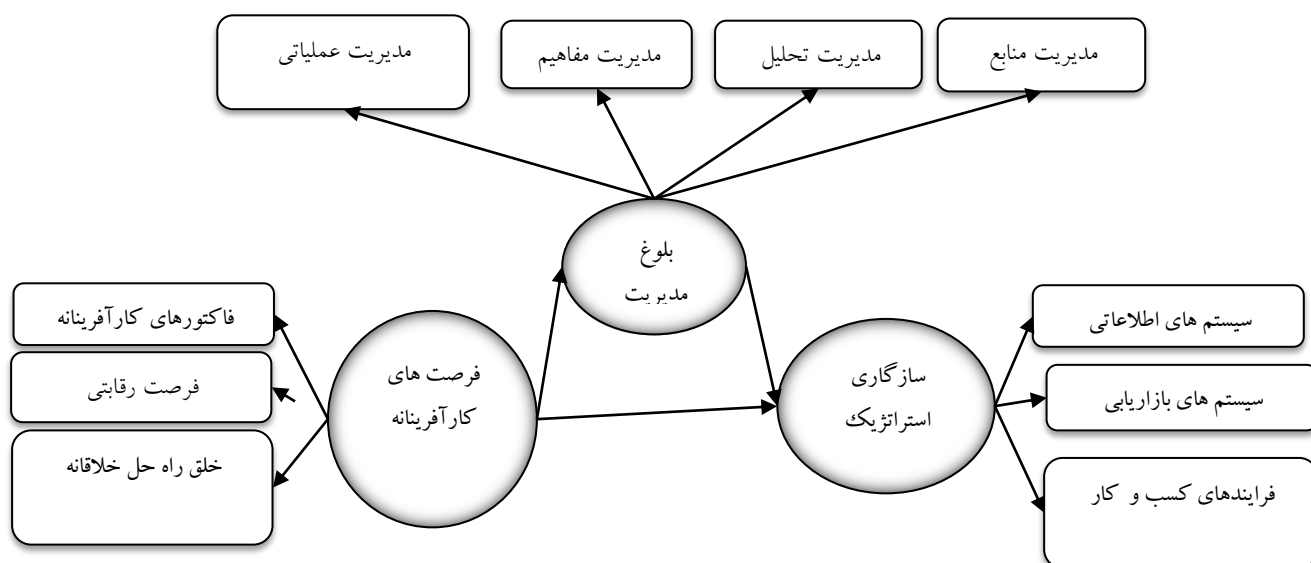 مدیریت منابع
مدیریت تحلیل
مدیریت مفاهیم
مدیریت عملیاتی
بلوغ
مدیریت
سیستم های اطلاعاتی
سیستم های بازاریابی
فرایندهای کسب و کار
سازگاری
استراتژیک
فرصت های
کارآفرینانه
فاکتورهای کارآفرینانه
فرصت رقابتی
خلق راه حل خلاقانه